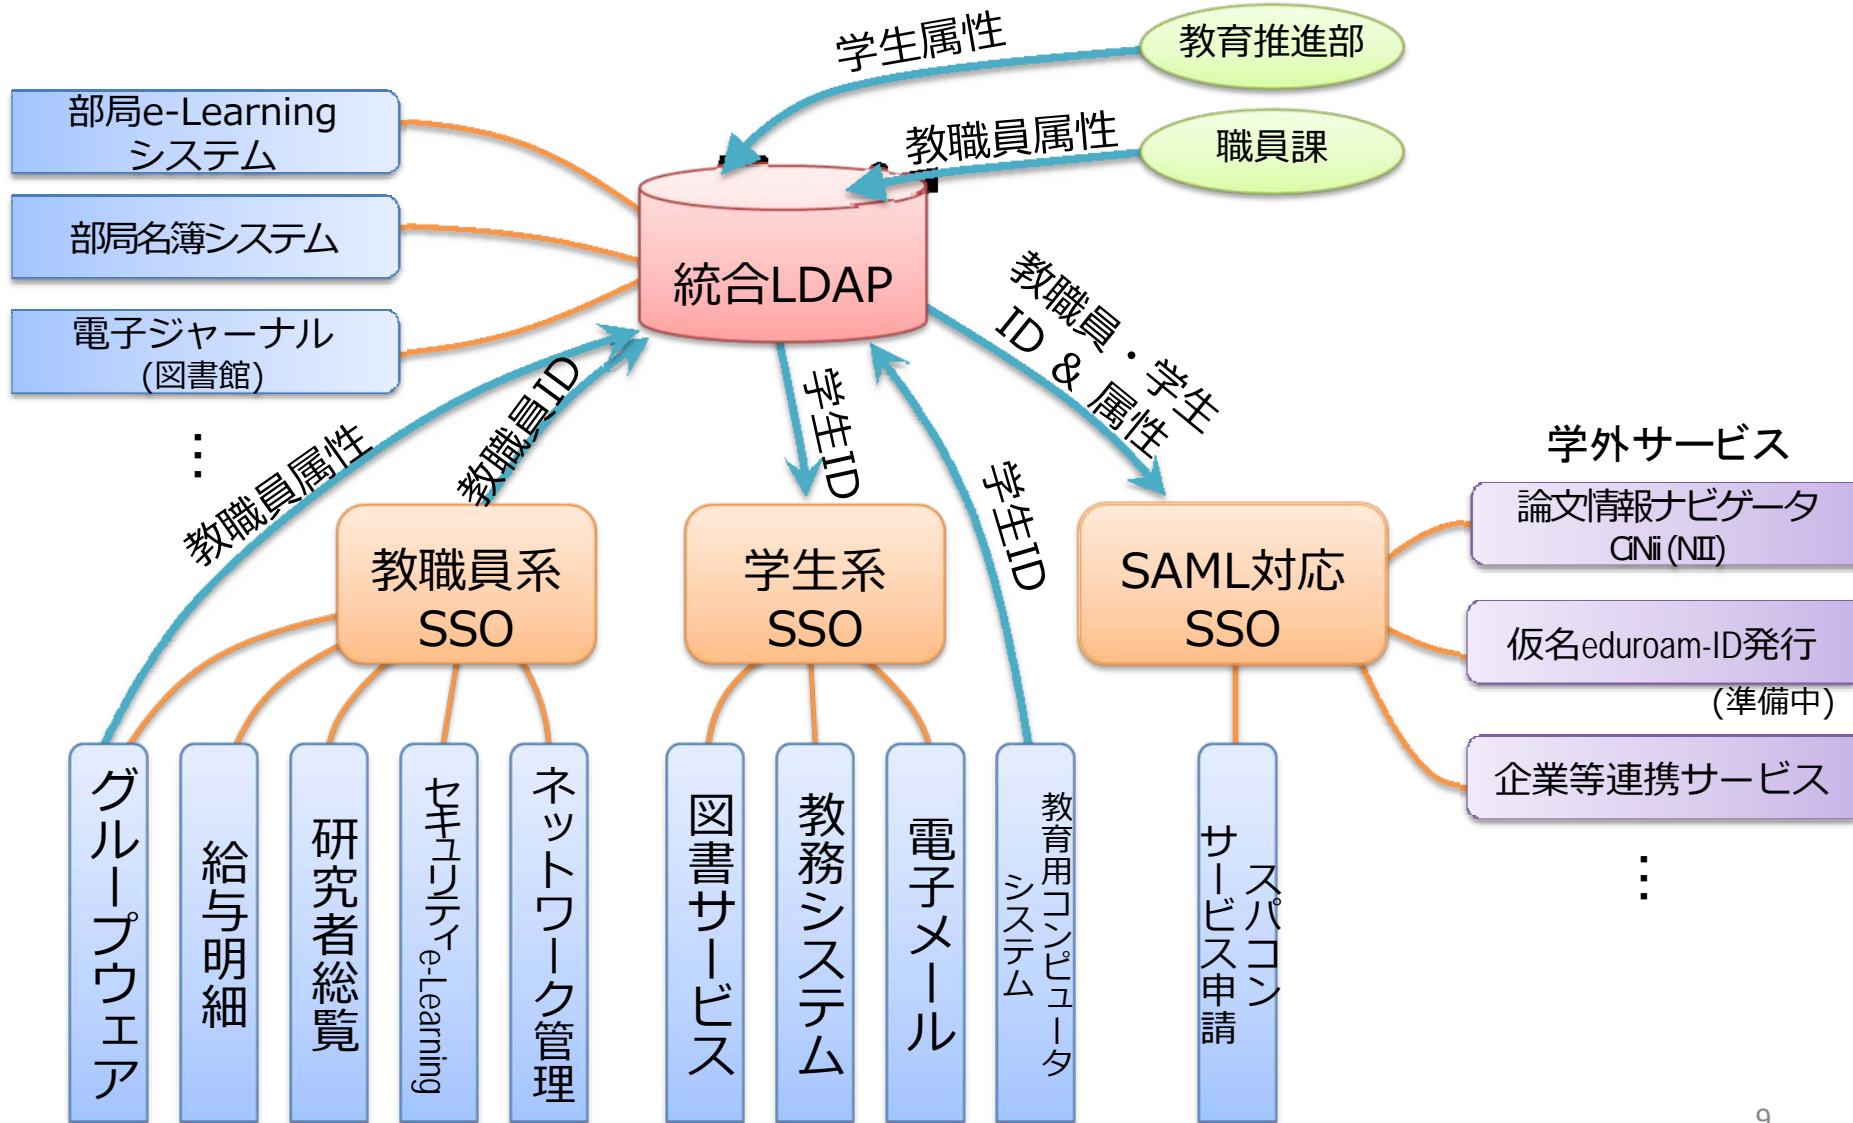 学生属性
教育推進部
教職員属性
職員課
部局e-Learning
システム
部局名簿システム
電子ジャーナル
(図書館)
⋮
統合LDAP
教職員属性
教職員ID
学生ID
学生ID
教職員・学生
ID & 属性
教職員系
SSO
学生系
SSO
SAML対応
SSO
学外サービス
論文情報ナビゲータ
CiNii (NII)
仮名eduroam-ID発行
(準備中)
企業等連携サービス
⋮
グループウェア
給与明細
研究者総覧
セキュリティe-Learning
ネットワーク管理
図書サービス
教務システム
電子メール
教育用コンピュータ
システム
スパコン
サービス申請
9